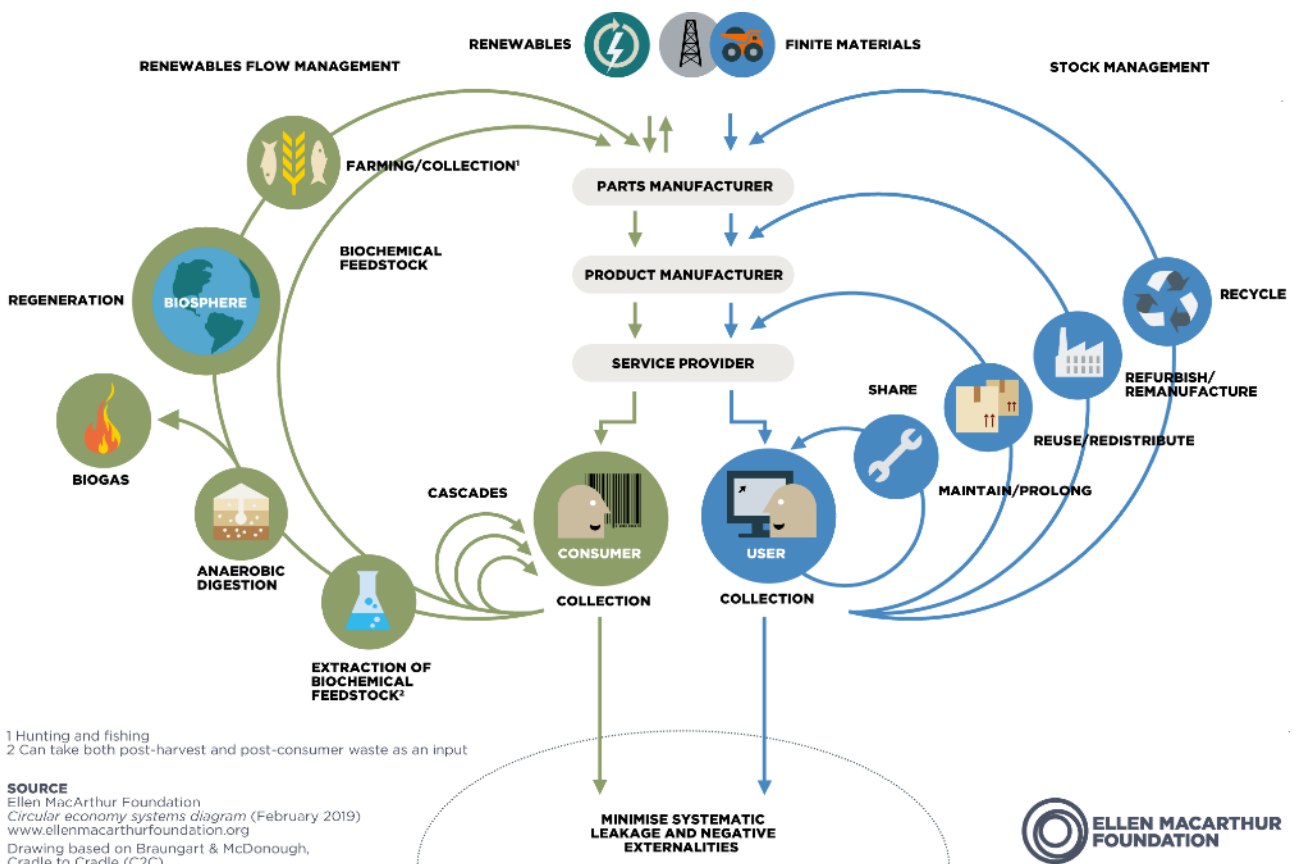 RENEWABLES
FINITE MATERIALS
RENEWABLES FLOW MANAGEMENT
STOCK MANAGEMENT
FARMING/COLLECTION¹
PARTS MANUFACTURER
BIOCHEMICAL
FEEDSTOCK
PRODUCT MANUFACTURER
REGENERATION
BIOSPHERE
RECYCLE
SERVICE PROVIDER
SHARE
REFURBISH/
REMANUFACTURE
REUSE/REDISTRIBUTE
BIOGAS
CASCADES
MAINTAIN/PROLONG
CONSUMER
USER
ANAEROBIC
DIGESTION
COLLECTION
COLLECTION
EXTRACTION OF
BIOCHEMICAL
FEEDSTOCK²
1 Hunting and fishing
2 Can take both post-harvest and post-consumer waste as an input
SOURCE
Ellen MacArthur Foundation
Circular economy systems diagram (February 2019)
www.ellenmacarthurfoundation.org
Drawing based on Braungart & McDonough,
Cradle to Cradle (C2C)
MINIMISE SYSTEMATIC
LEAKAGE AND NEGATIVE
EXTERNALITIES
ELLEN MACARTHUR
FOUNDATION